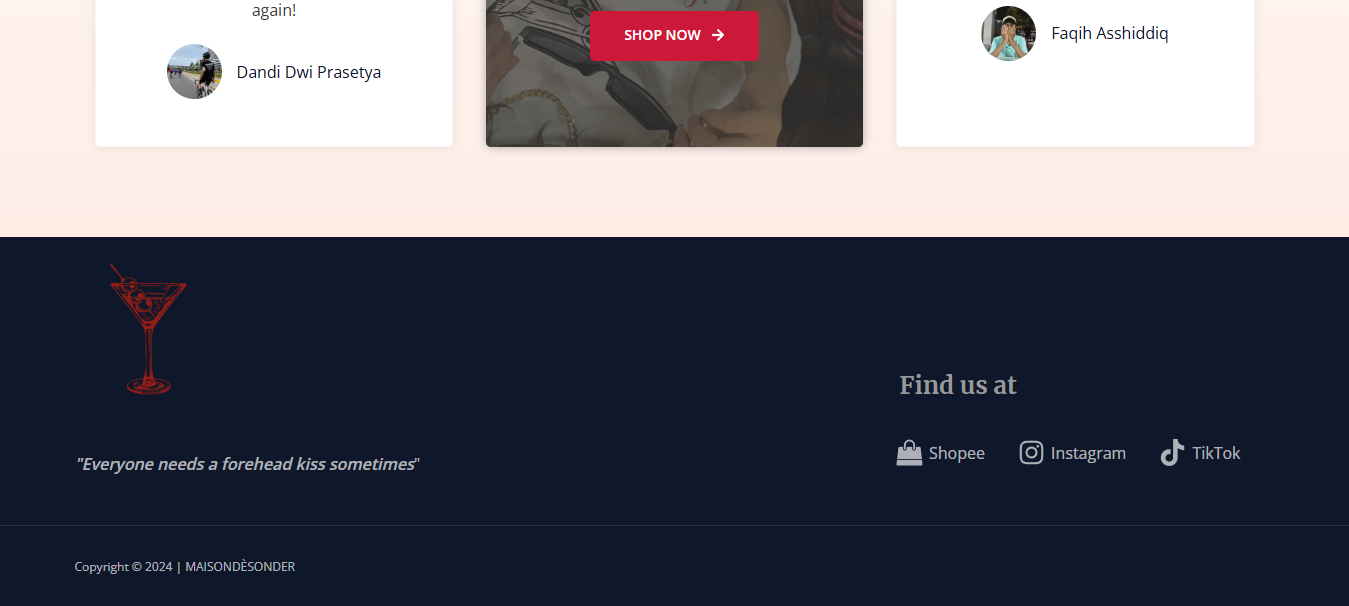 again!
Dandi Dwi Prasetya
SHOP NOW
Faqih Asshiddiq
Find us at
"Everyone needs a forehead kiss sometimes"
Shopee Instagram TikTok
Copyright © 2024 | MAISONDÈSONDER